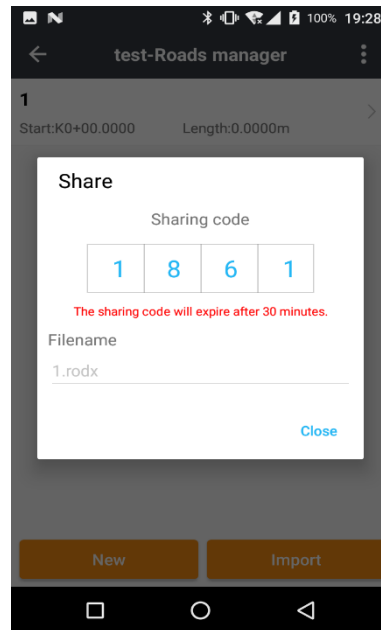 100% 19:28
test-Roads manager
1
Start:K0+00.0000 Length:0.0000m
Share
Sharing code
1 8 6 1
The sharing code will expire after 30 minutes.
Filename
1.rodx
Close
New Import